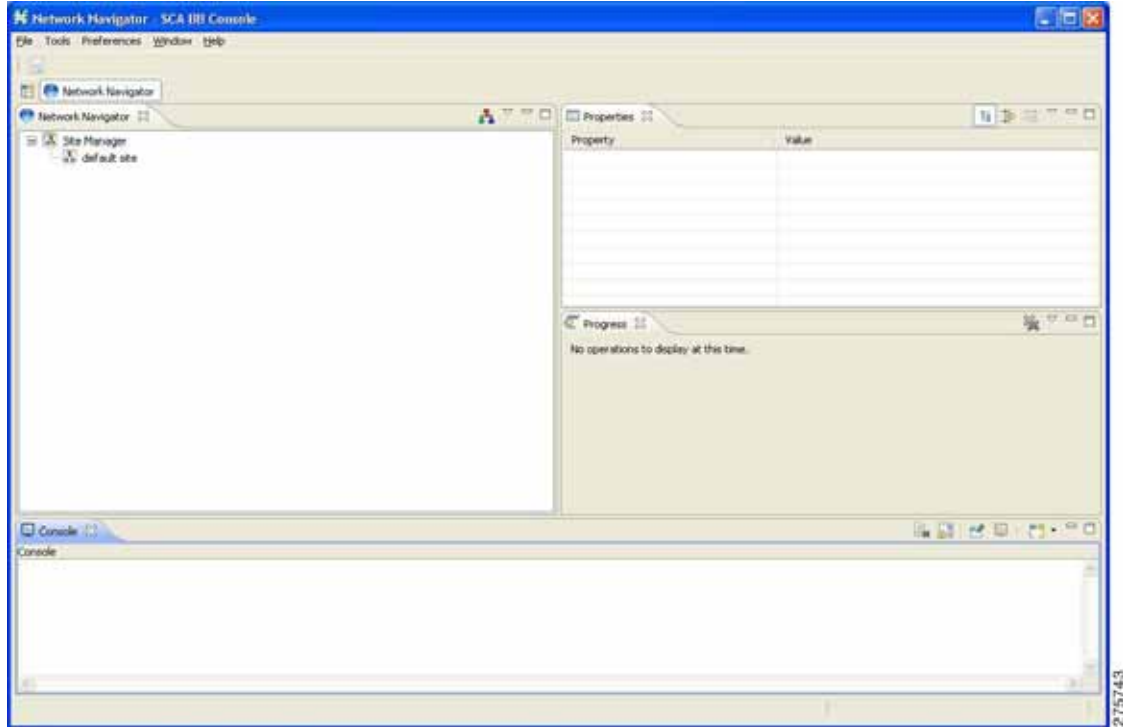 Network Navigator - SCA BB Console
File Tools Preferences Window Help
Network Navigator
Network Navigator
Site Manager
default site
Properties
Property Value
Progress
No operations to display at this time.
Console
Console
275743